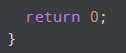 return 0;
}